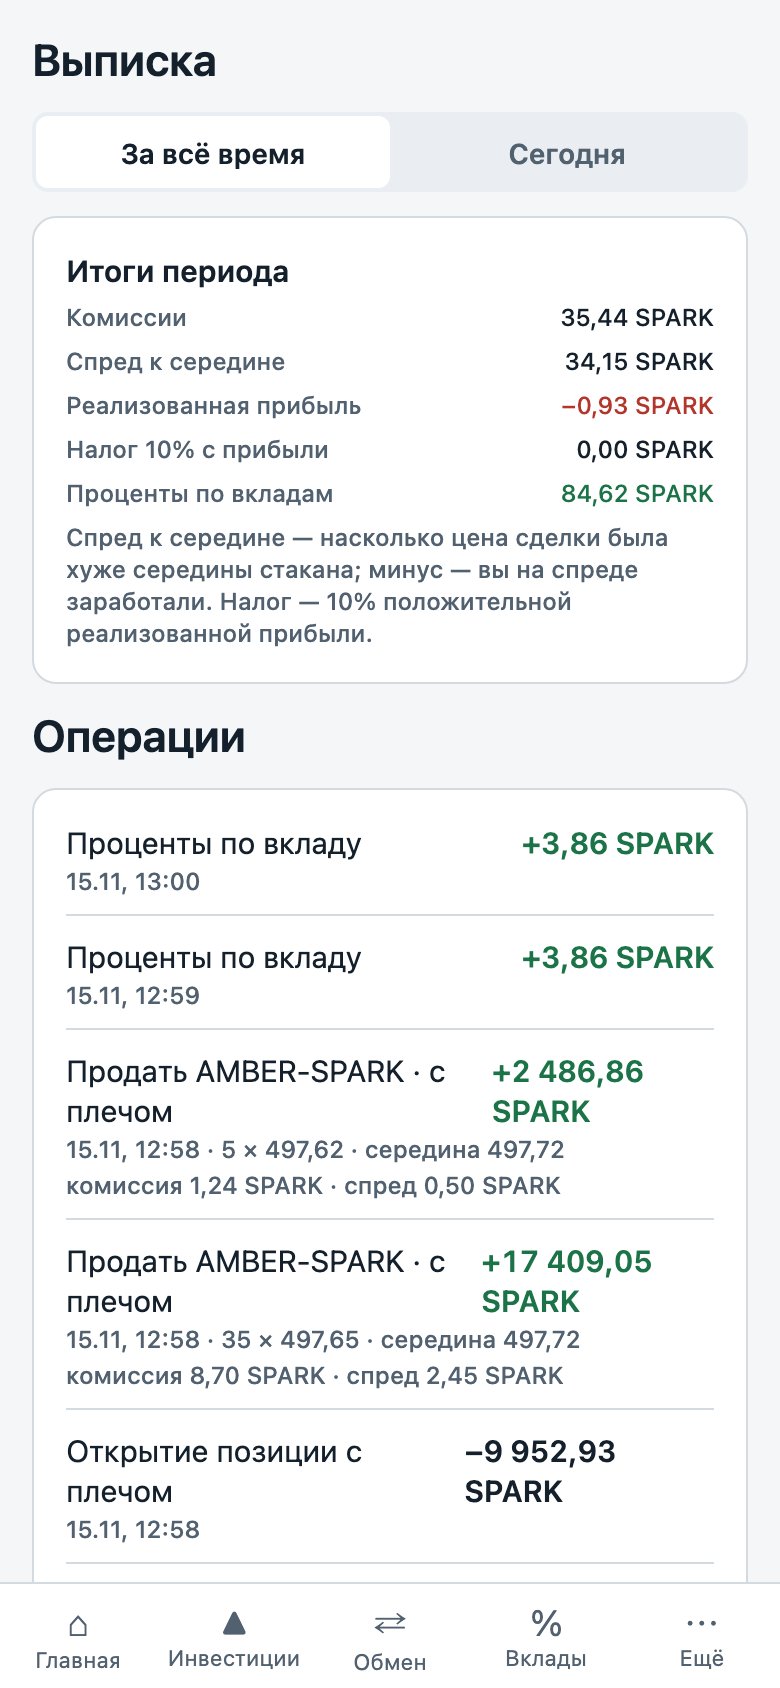 Выписка
За всё время
Сегодня
Итоги периода
Комиссии 35,44 SPARK
Спред к середине 34,15 SPARK
Реализованная прибыль −0,93 SPARK
Налог 10% с прибыли 0,00 SPARK
Проценты по вкладам 84,62 SPARK
Спред к середине — насколько цена сделки была
хуже середины стакана; минус — вы на спреде
заработали. Налог — 10% положительной
реализованной прибыли.
Операции
Проценты по вкладу +3,86 SPARK
15.11, 13:00
Проценты по вкладу +3,86 SPARK
15.11, 12:59
Продать AMBER-SPARK · с +2 486,86
плечом SPARK
15.11, 12:58 · 5 × 497,62 · середина 497,72
комиссия 1,24 SPARK · спред 0,50 SPARK
Продать AMBER-SPARK · с +17 409,05
плечом SPARK
15.11, 12:58 · 35 × 497,65 · середина 497,72
комиссия 8,70 SPARK · спред 2,45 SPARK
Открытие позиции с −9 952,93
плечом SPARK
15.11, 12:58
Главная
Инвестиции
Обмен
% Вклады
Ещё